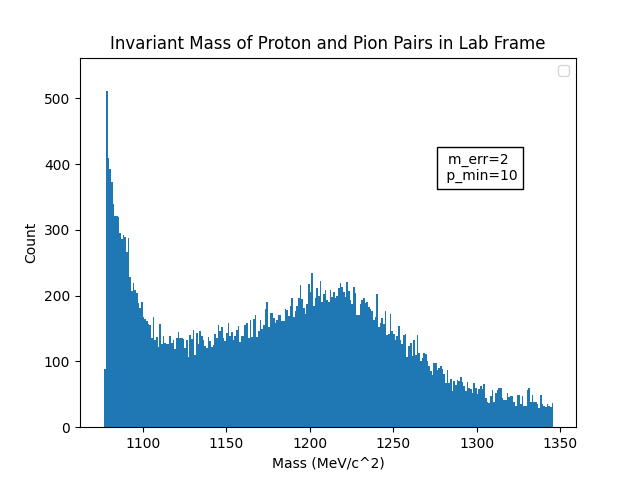 Invariant Mass of Proton and Pion Pairs in Lab Frame
500
400
300
200
100
0
Count
m_err=2
p_min=10
1100
1150
1200
1250
1300
1350
Mass (MeV/c^2)